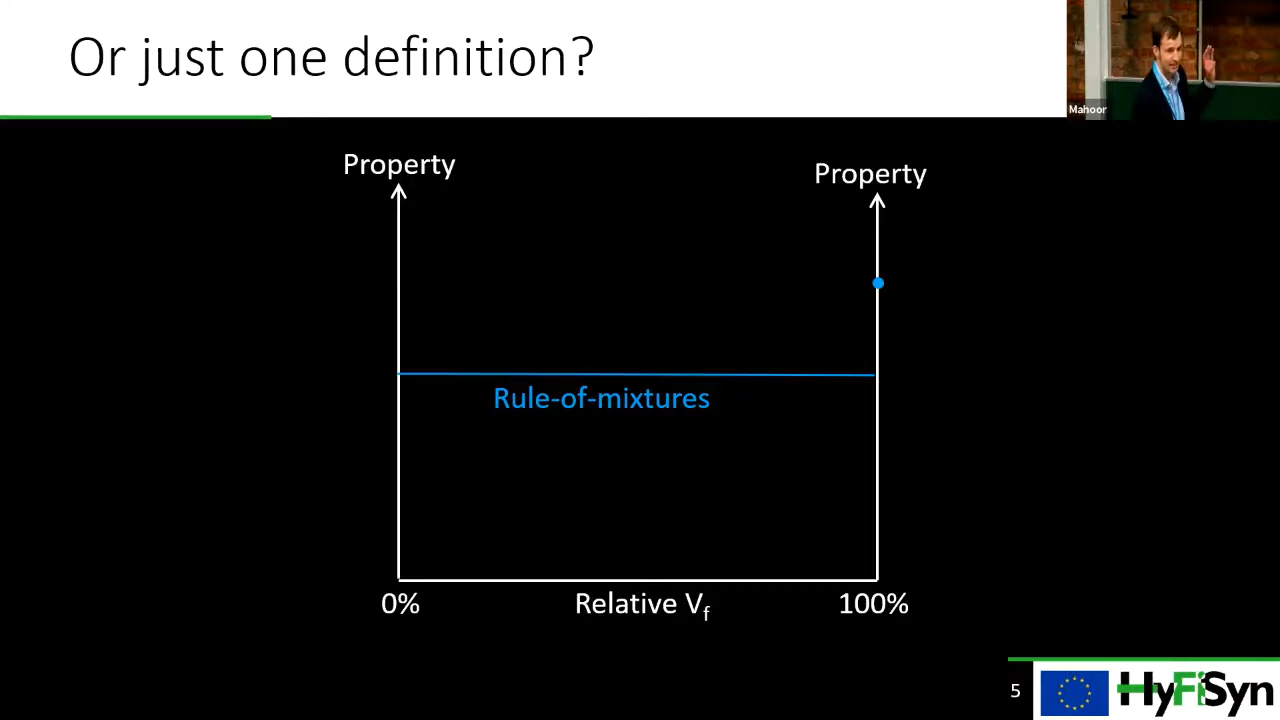 Or just one definition?
Mahoor
Property
Property
Rule-of-mixtures
0%
Relative Vf
100%
5
HyFiSyn